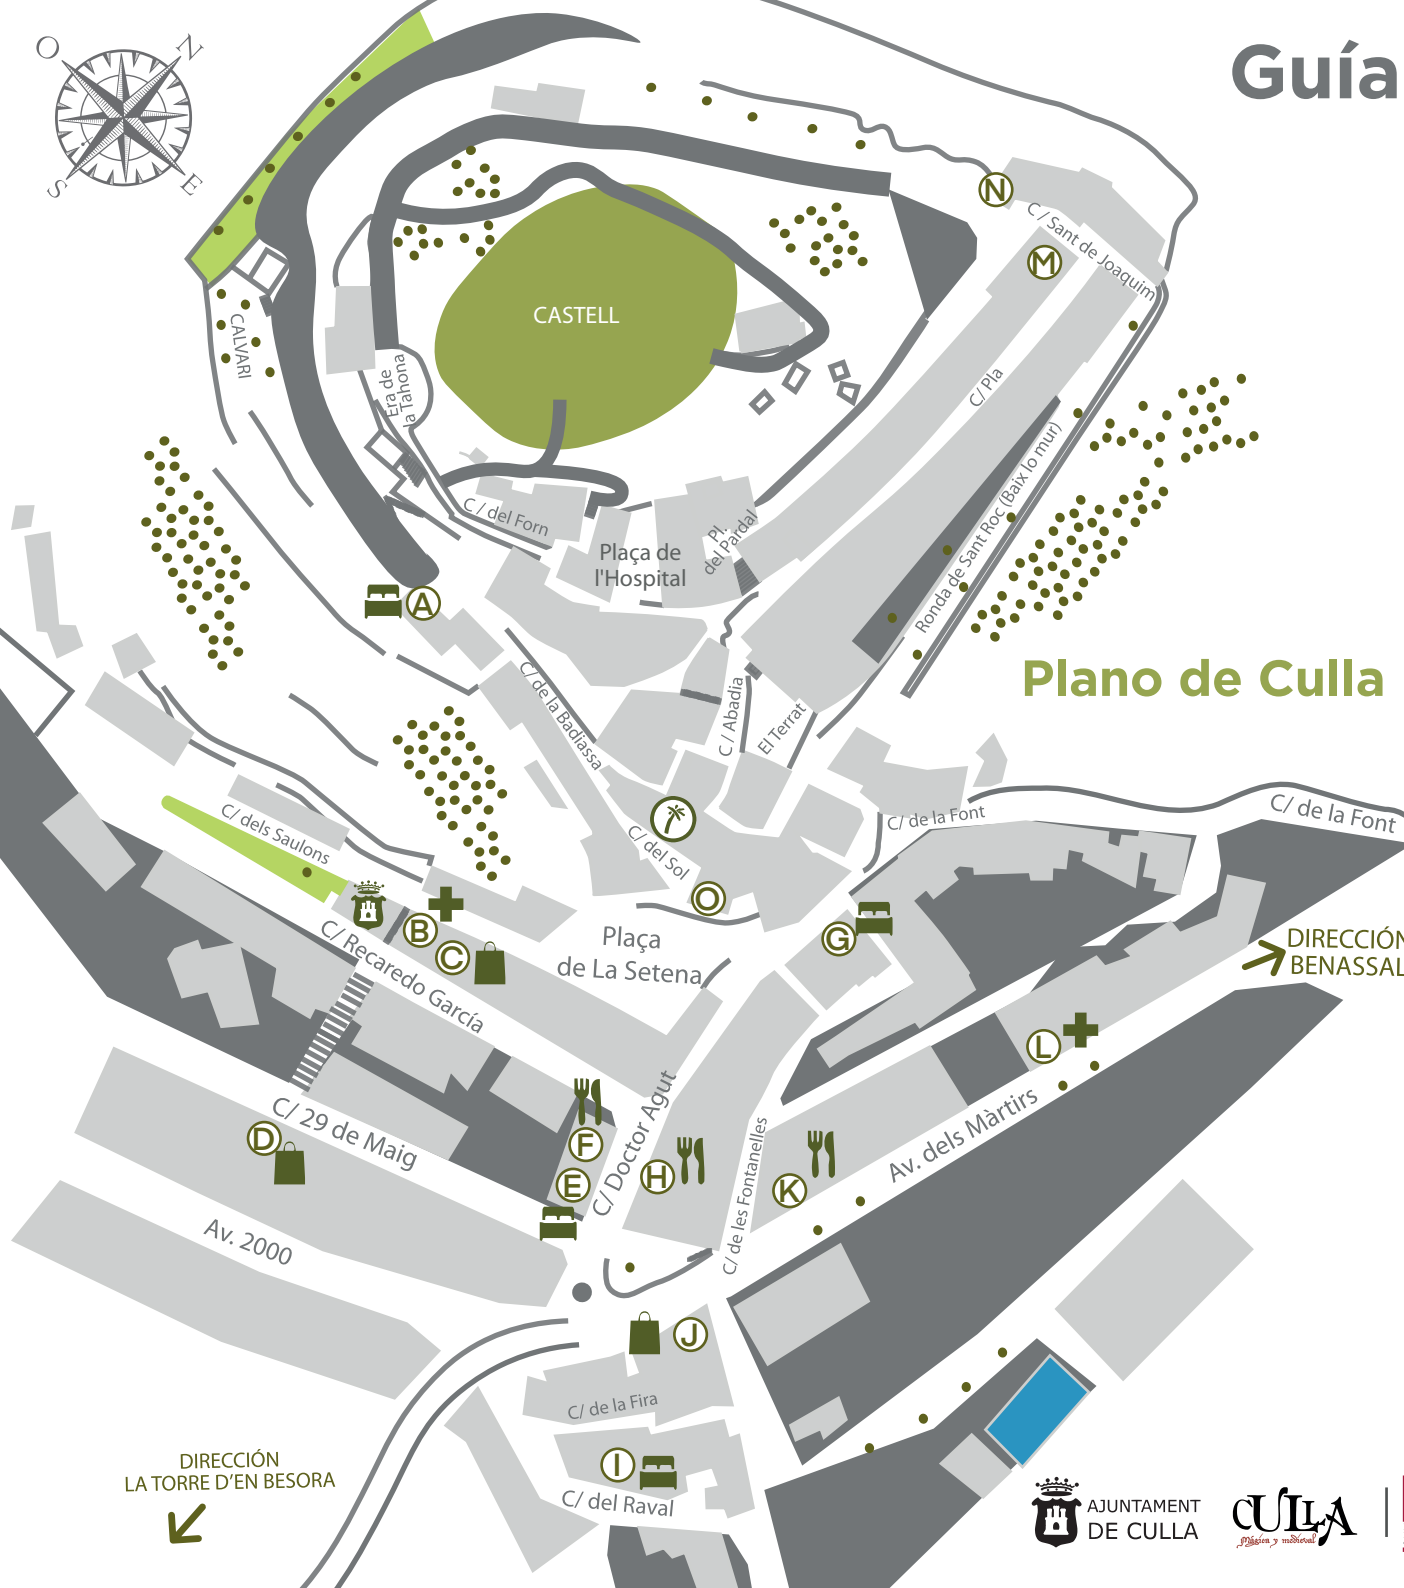 Guía
O
N
S
E
N
C/ Sant de Joaquim
M
CASTELL
CALVARI
Era de
la Tahona
C/ Pla
Ronda de Sant Roc (Baix lo mur)
C/ del Forn
Plaça de
l'Hospital
Pl.
del Pardal
A
Plano de Culla
C/ de la Badiassa
C/ Abadia
El Terrat
C/ de la Font
C/ de la Font
C/ dels Saulons
C/ del Sol
O
B
C
C/ Recaredo García
Plaça
de La Setena
G
DIRECCIÓN
BENASSAL
L
C/ 29 de Maig
D
F
E
C/ Doctor Agut
H
C/ de les Fontanelles
K
Av. dels Màrtirs
Av. 2000
J
C/ de la Fira
I
C/ del Raval
DIRECCIÓN
LA TORRE D'EN BESORA
AJUNTAMENT
DE CULLA
CULLA
Mágica y medieval